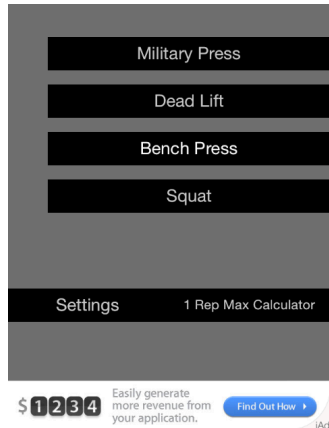 Military Press
Dead Lift
Bench Press
Squat
Settings 1 Rep Max Calculator
$1234
Easily generate
more revenue from
your application.
Find Out How
iAd